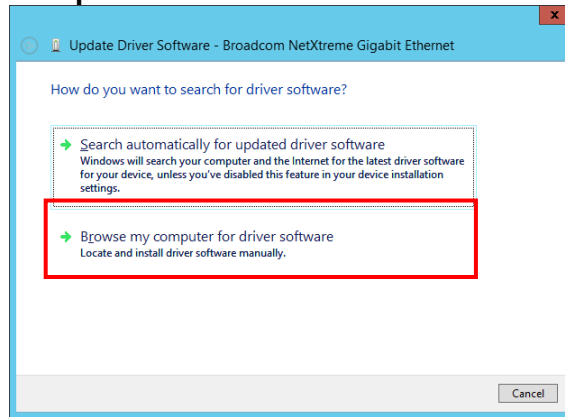 x
Update Driver Software - Broadcom NetXtreme Gigabit Ethernet
How do you want to search for driver software?
Search automatically for updated driver software
Windows will search your computer and the Internet for the latest driver software
for your device, unless you've disabled this feature in your device installation
settings.
Browse my computer for driver software
Locate and install driver software manually.
Cancel